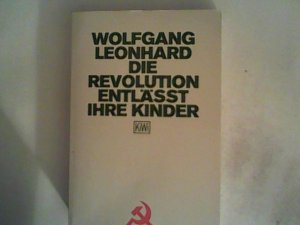 WOLFGANG
LEONHARD
DIE
REVOLUTION
ENTLÄSST
IHRE KINDER
KiWi